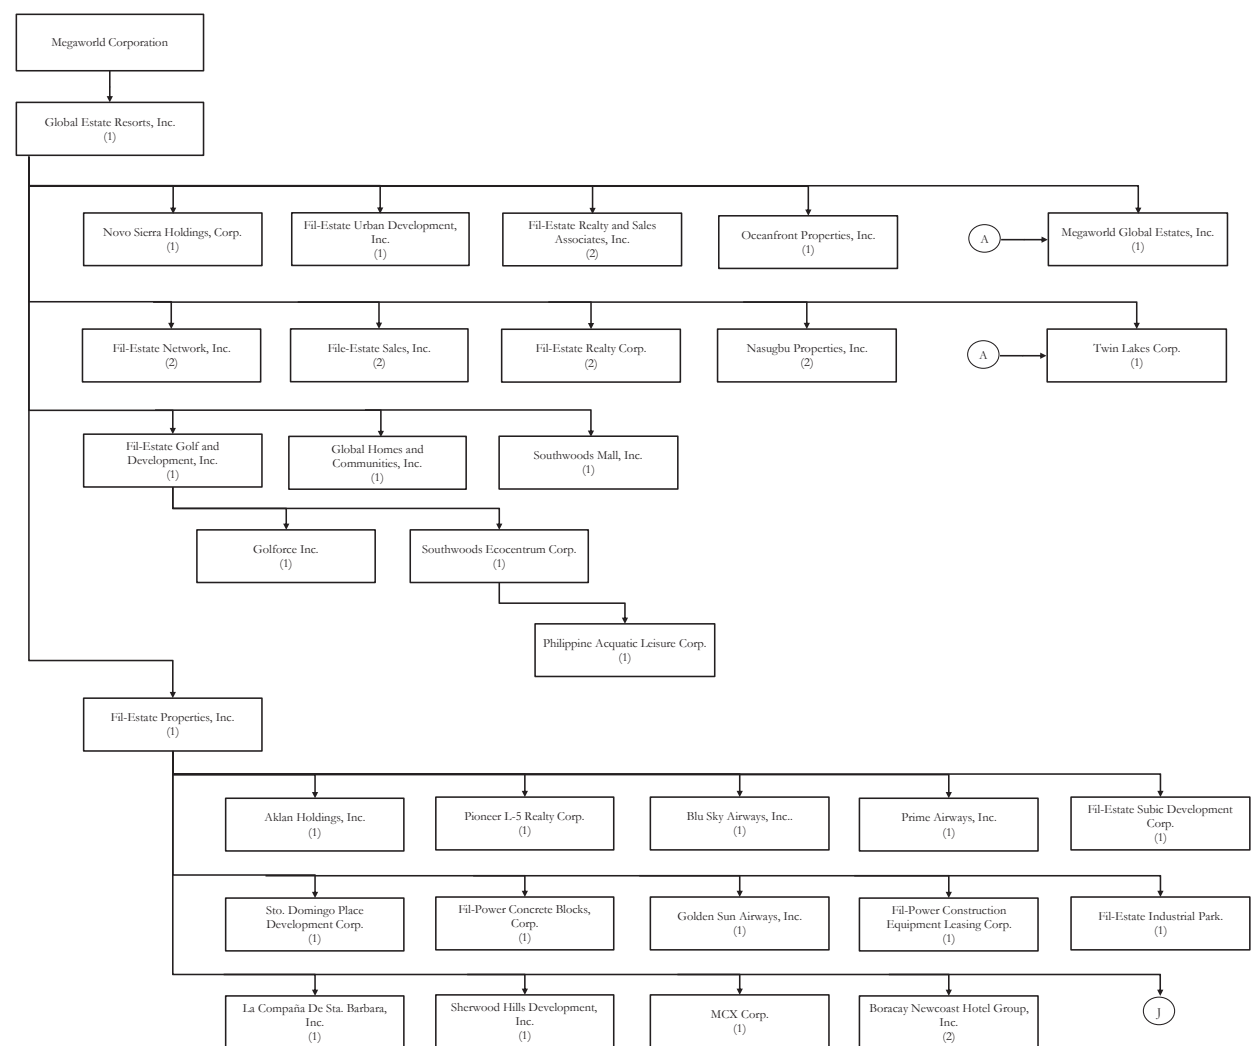 Megaworld Corporation
Global Estate Resorts, Inc.
(1)
Novo Sierra Holdings, Corp.
(1)
Fil-Estate Urban Development,
Inc.
(1)
Fil-Estate Realty and Sales
Associates, Inc.
(2)
Oceanfront Properties, Inc.
(1)
A
Megaworld Global Estates, Inc.
(1)
Fil-Estate Network, Inc.
(2)
File-Estate Sales, Inc.
(2)
Fil-Estate Realty Corp.
(2)
Nasugbu Properties, Inc.
(2)
A
Twin Lakes Corp.
(1)
Fil-Estate Golf and
Development, Inc.
(1)
Global Homes and
Communities, Inc.
(1)
Southwoods Mall, Inc.
(1)
Golforce Inc.
(1)
Southwoods Ecocentrum Corp.
(1)
Philippine Acquatic Leisure Corp.
(1)
Fil-Estate Properties, Inc.
(1)
Aklan Holdings, Inc.
(1)
Pioneer L-5 Realty Corp.
(1)
Blu Sky Airways, Inc..
(1)
Prime Airways, Inc.
(1)
Fil-Estate Subic Development
Corp.
(1)
Sto. Domingo Place
Development Corp.
(1)
Fil-Power Concrete Blocks,
Corp.
(1)
Golden Sun Airways, Inc.
(1)
Fil-Power Construction
Equipment Leasing Corp.
(1)
Fil-Estate Industrial Park.
(1)
La Compaña De Sta. Barbara,
Inc.
(1)
Sherwood Hills Development,
Inc.
(1)
MCX Corp.
(1)
Boracay Newcoast Hotel Group,
Inc.
(2)
J